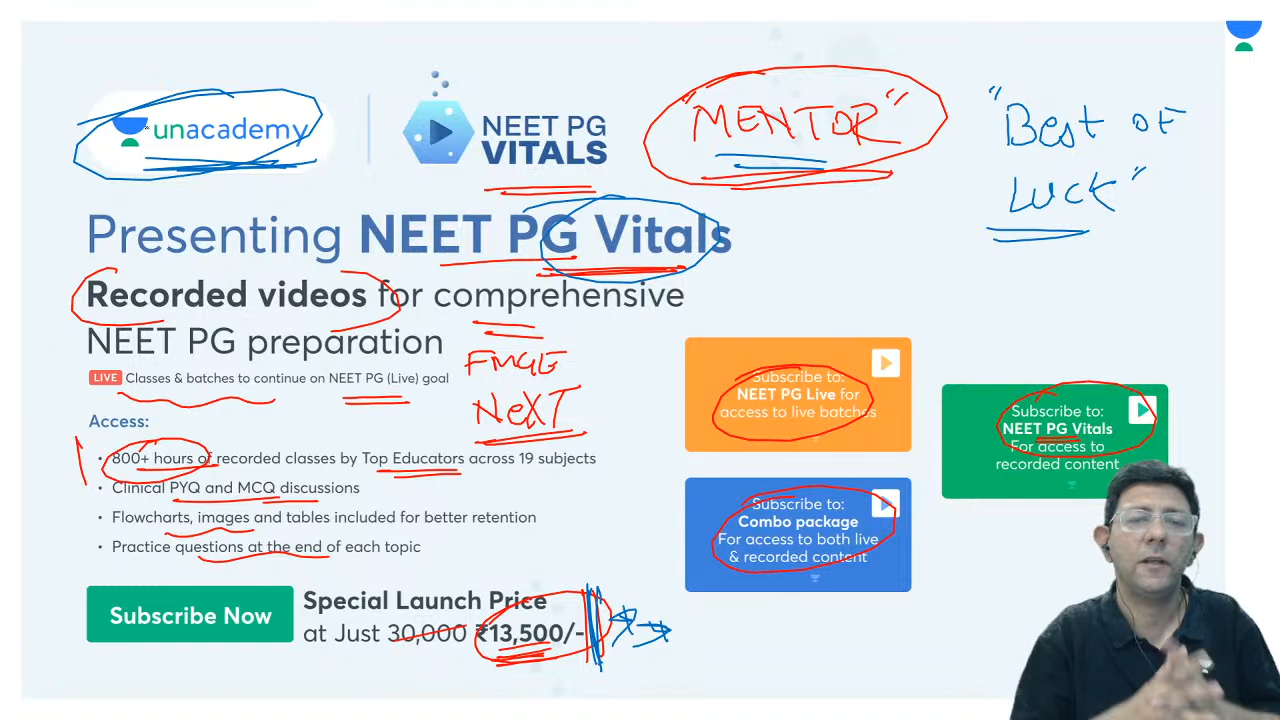 unacademy
NEET PG
VITALS
"MENTOR"
"Best of
Luck"
Presenting NEET PG Vitals
Recorded videos for comprehensive
NEET PG preparation
FMGE
NeXT
LIVE Classes & batches to continue on NEET PG (Live) goal
Access:
• 800+ hours of recorded classes by Top Educators across 19 subjects
• Clinical PYQ and MCQ discussions
• Flowcharts, images and tables included for better retention
• Practice questions at the end of each topic
Subscribe Now
Special Launch Price
at Just 30,000 ₹13,500/-
Subscribe to:
NEET PG Live for
access to live batches
Subscribe to:
Combo package
For access to both live
& recorded content
Subscribe to:
NEET PG Vitals
For access to
recorded content